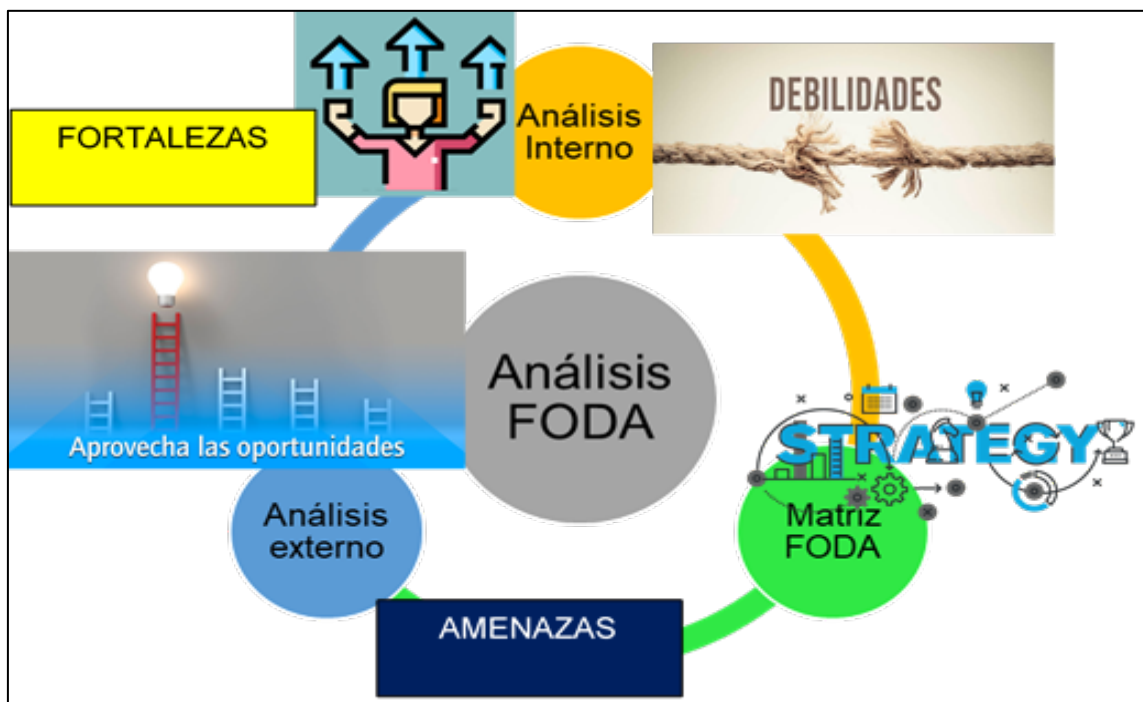 FORTALEZAS
Análisis
Interno
DEBILIDADES
Análisis
FODA
Aprovecha las oportunidades
STRATEGY
Análisis
externo
Matriz
FODA
AMENAZAS